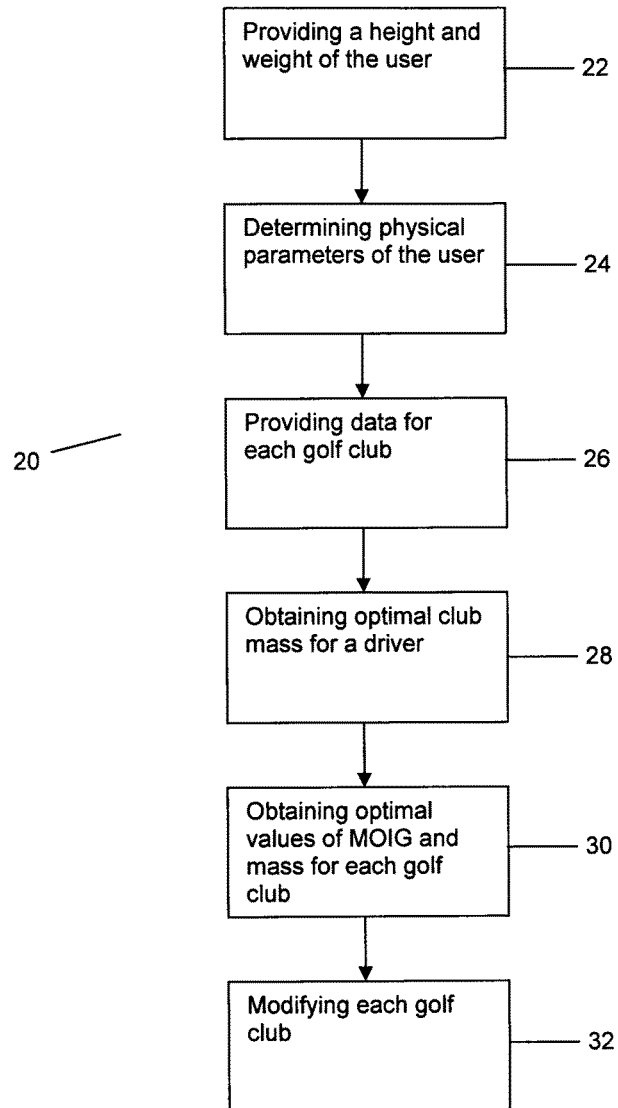 Providing a height and
weight of the user
22
Determining physical
parameters of the user
24
Providing data for
each golf club
26
20
Obtaining optimal club
mass for a driver
28
Obtaining optimal
values of MOIG and
mass for each golf
club
30
Modifying each golf
club
32